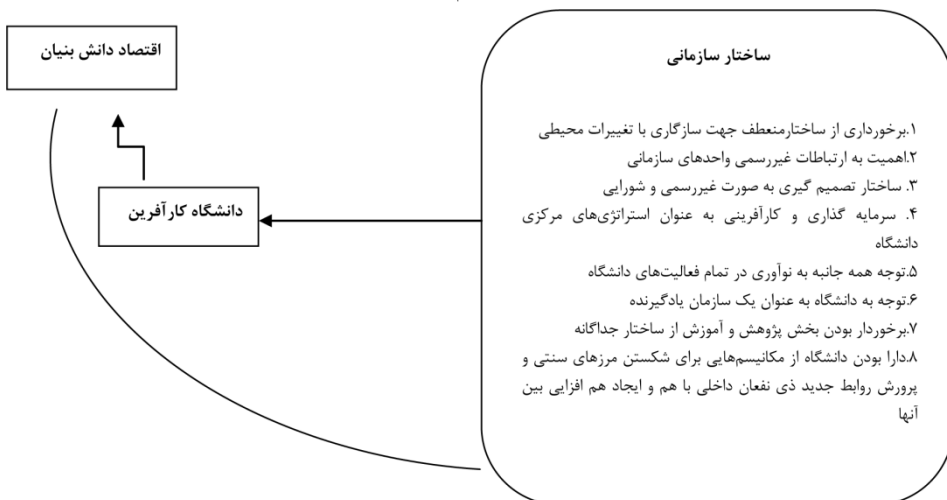 اقتصاد دانش بنیان
دانشگاه کارآفرین
ساختار سازمانی
۱.برخورداری از ساختارمنعطف جهت سازگاری با تغییرات محیطی
۲.اهمیت به ارتباطات غیررسمی واحدهای سازمانی
۳. ساختار تصمیم گیری به صورت غیررسمی و شورایی
۴. سرمایه گذاری و کارآفرینی به عنوان استراتژی‌های مرکزی
دانشگاه
۵.توجه همه جانبه به نوآوری در تمام فعالیت‌های دانشگاه
۶.توجه به دانشگاه به عنوان یک سازمان یادگیرنده
۷.برخوردار بودن بخش پژوهش و آموزش از ساختار جداگانه
۸.دارا بودن دانشگاه از مکانیسم‌هایی برای شکستن مرزهای سنتی و
پرورش روابط جدید ذی نفعان داخلی با هم و ایجاد هم افزایی بین
آنها